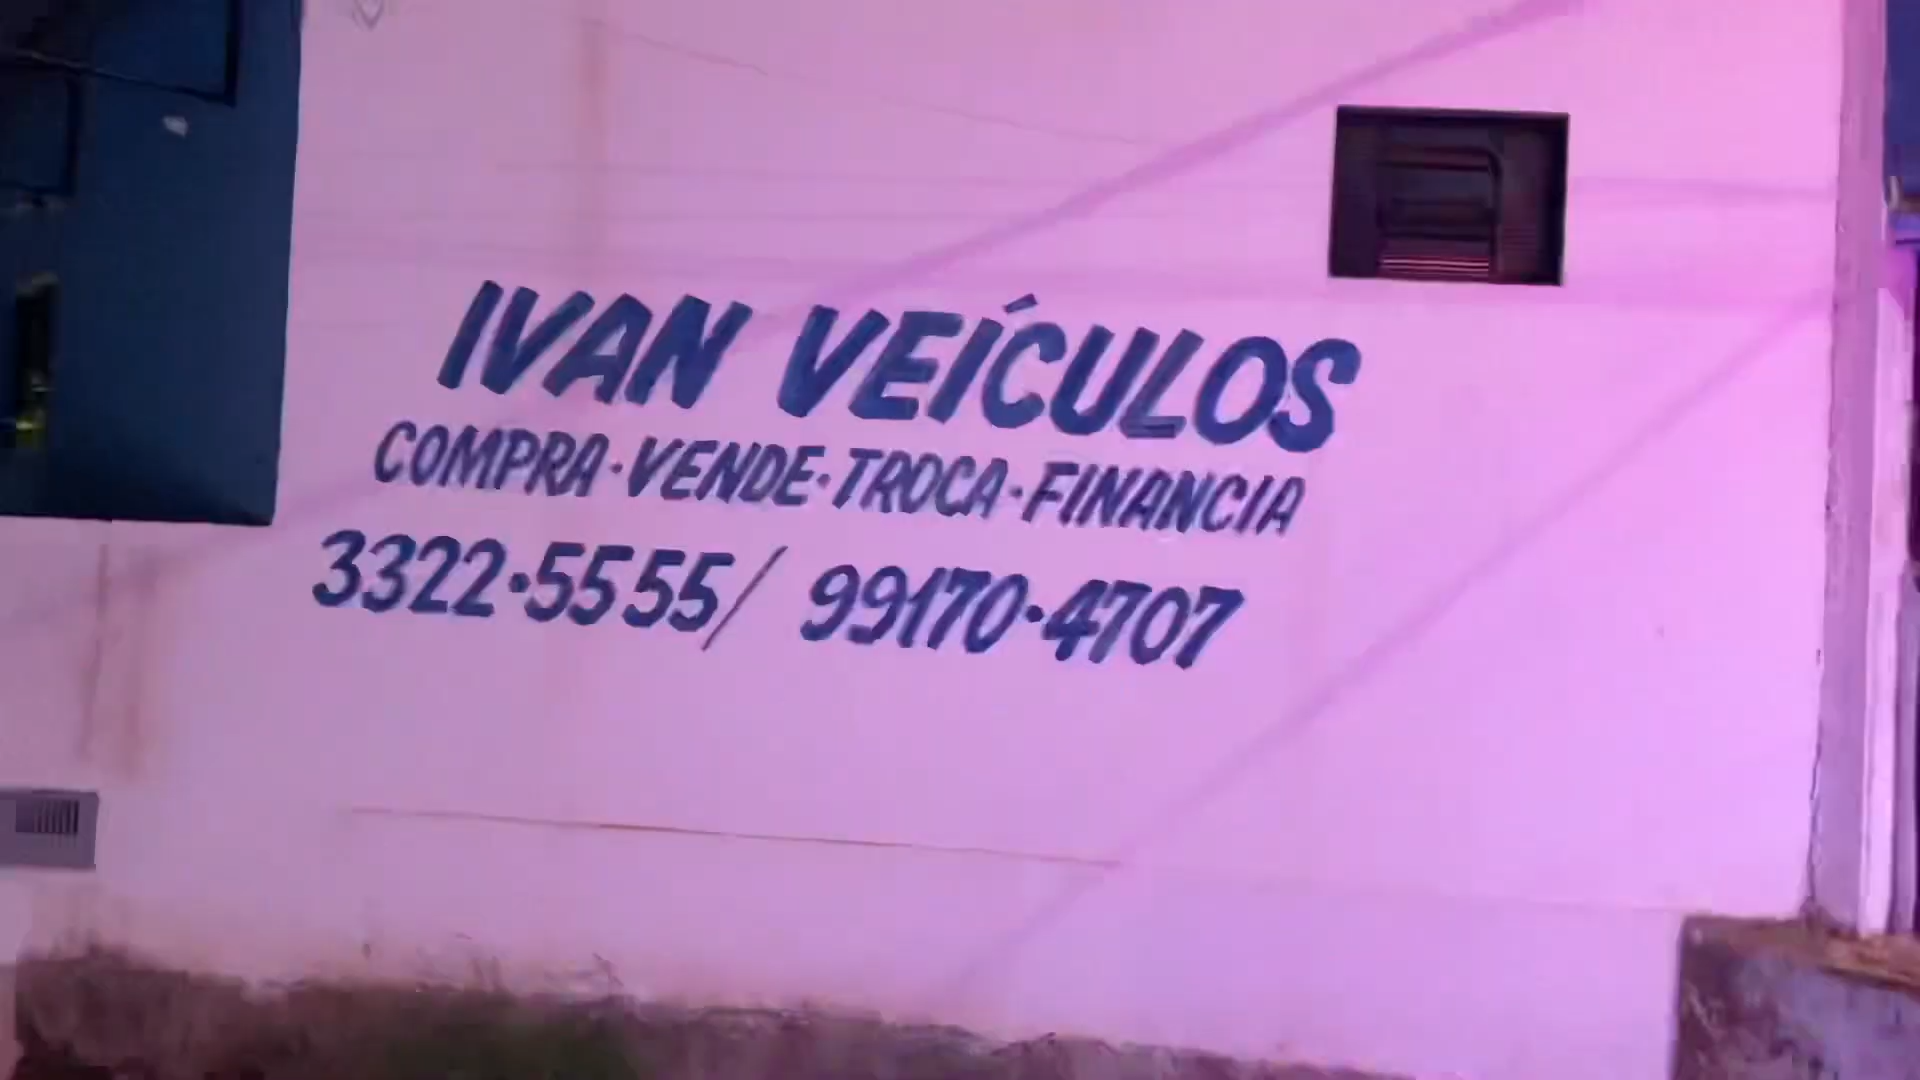 IVAN VEÍCULOS
COMPRA·VENDE·TROCA·FINANCIA
3322·5555/ 99170·4707